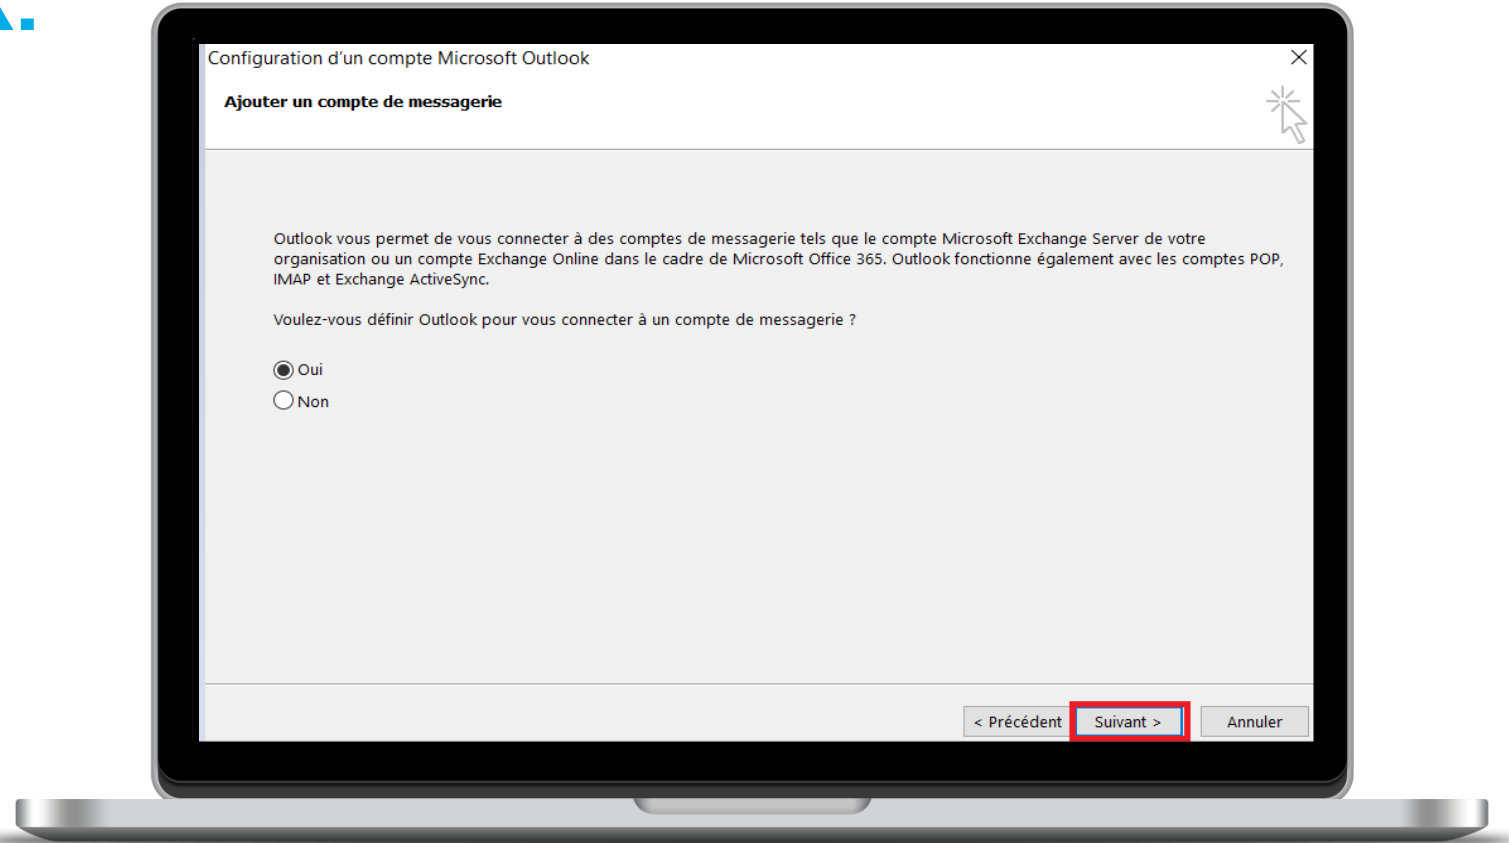 Configuration d'un compte Microsoft Outlook
Ajouter un compte de messagerie
Outlook vous permet de vous connecter à des comptes de messagerie tels que le compte Microsoft Exchange Server de votre
organisation ou un compte Exchange Online dans le cadre de Microsoft Office 365. Outlook fonctionne également avec les comptes POP,
IMAP et Exchange ActiveSync.
Voulez-vous définir Outlook pour vous connecter à un compte de messagerie ?
Oui
Non
< Précédent
Suivant >
Annuler